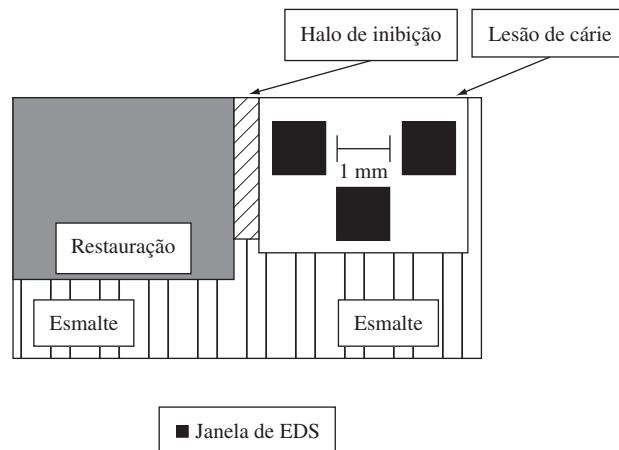 Halo de inibição
Lesão de cárie
1 mm
Restauração
Esmalte
Esmalte
Janela de EDS